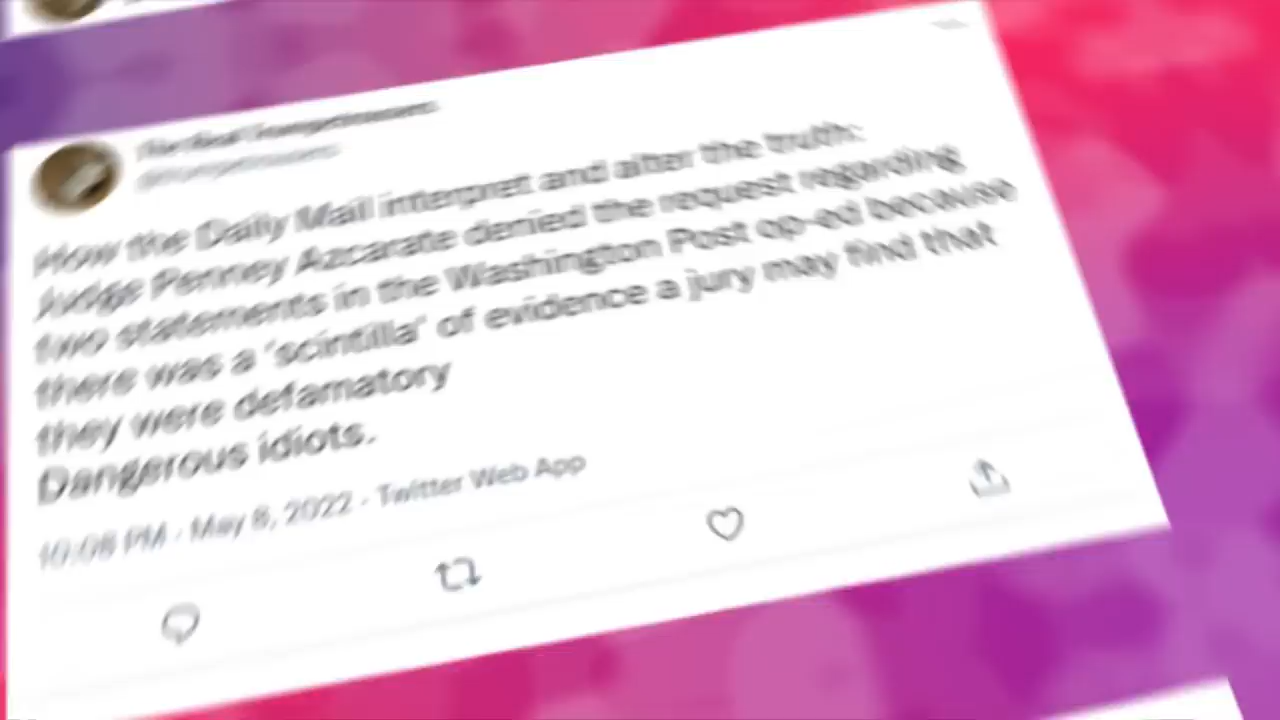 How the Daily Mail interpret and alter the truth:
Judge Penney Azcarate denied the request regarding
two statements in the Washington Post op-ed because
there was a 'scintilla' of evidence a jury may find that
they were defamatory
Dangerous idiots.
10:08 PM · May 8, 2022 · Twitter Web App